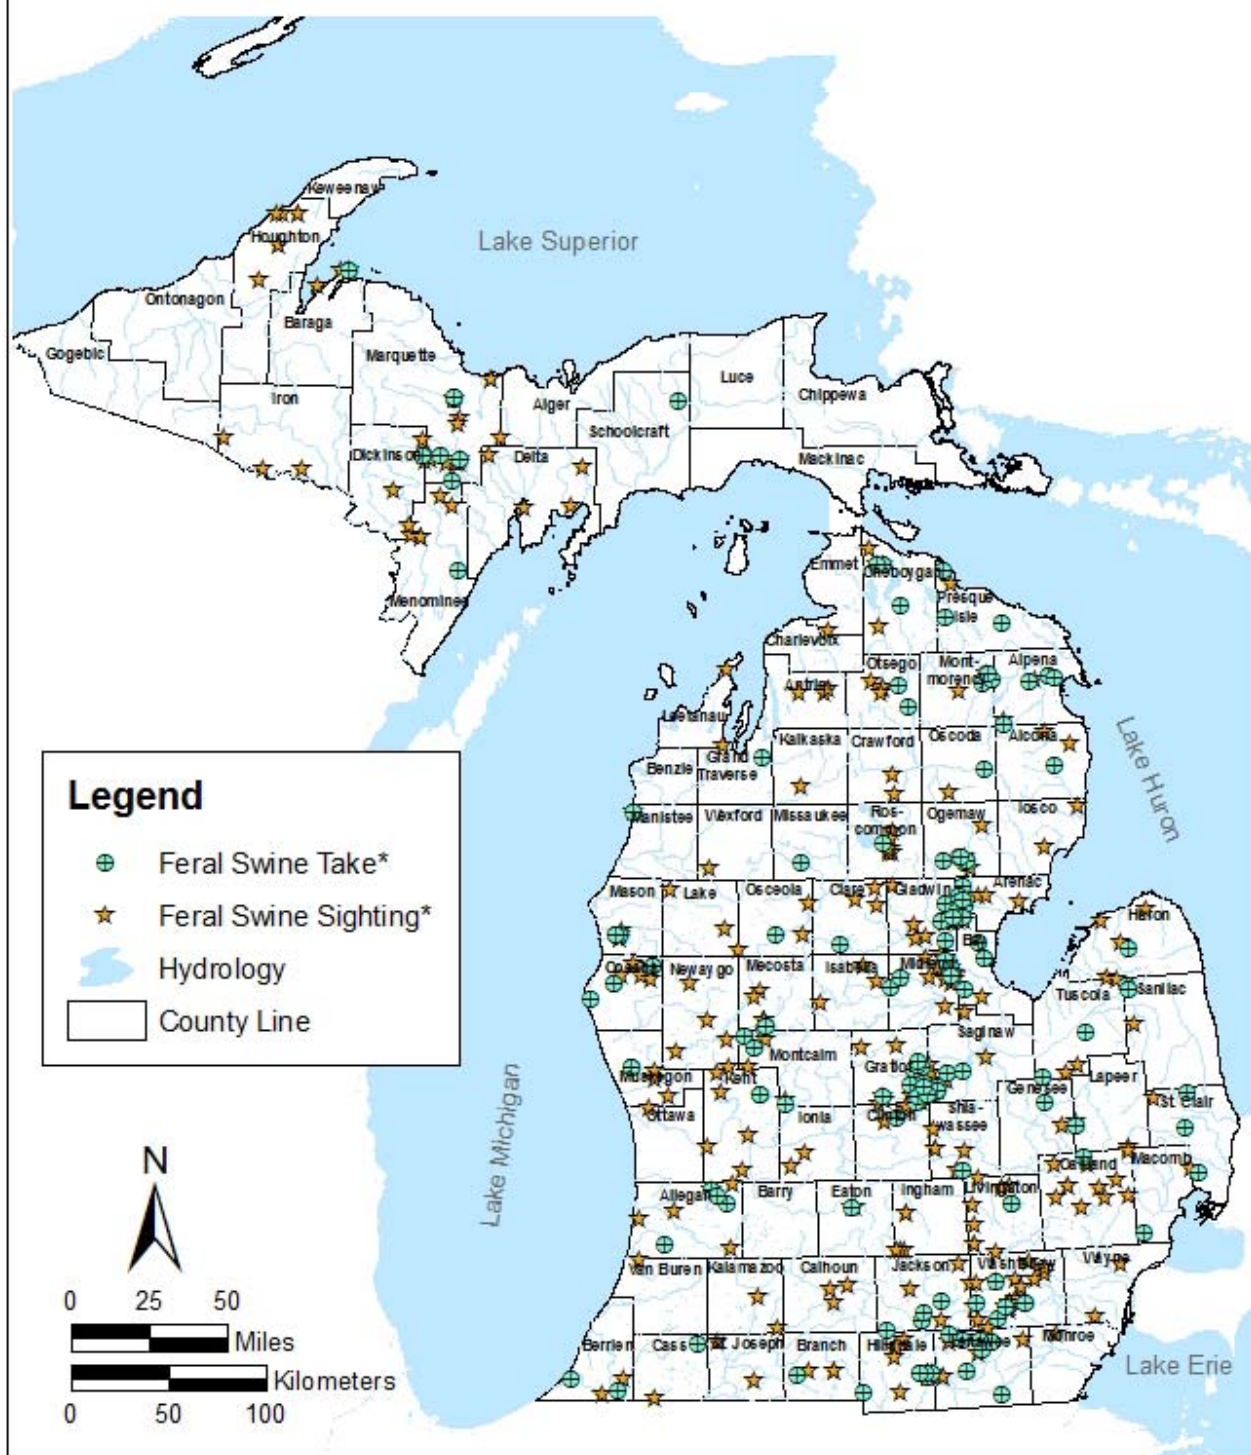 Keweenaw
Lake Superior
Houghton
Ontonagon
Baraga
Gogebic
Marquette
Luce
Iron
Alger
Chippewa
Schoolcraft
Dickinson
Delta
Mackinac
Emmet
Cheboygan
Menominee
Presque
Isle
Charlevoix
Otsego
Mont-
morency
Alpena
Antrim
Leelanau
Lake Huron
Kalkaska
Crawford
Oscoda
Alcona
Grand
Traverse
Benzie
Legend
Feral Swine Take*
Feral Swine Sighting*
Hydrology
County Line
Manistee
Wexford
Missaukee
Ros-
common
Ogemaw
Iosco
Mason
Lake
Osceola
Clare
Gladwin
Arenac
Huron
Bay
Oceana
Newaygo
Mecosta
Isabella
Midland
Tuscola
Sanilac
Saginaw
Montcalm
Gratiot
Lapeer
Muskegon
Kent
Genesee
Lake Michigan
Ottawa
Ionia
Clinton
Shia-
wassee
St. Clair
N
Oakland
Macomb
Allegan
Barry
Eaton
Ingham
Livingston
Van Buren
Kalamazoo
Calhoun
Jackson
Washtenaw
Wayne
0 25 50
Miles
Berrien
Cass
St. Joseph
Branch
Hillsdale
Lenawee
Monroe
Lake Erie
Kilometers
0 50 100